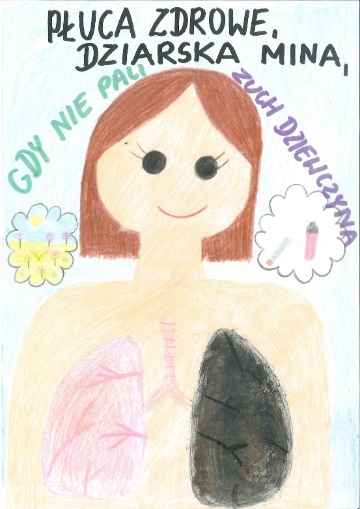 PŁUCA ZDROWE,
DZIARSKA MINA,
GDY NIE PALI
ZUCH DZIEWCZYNA